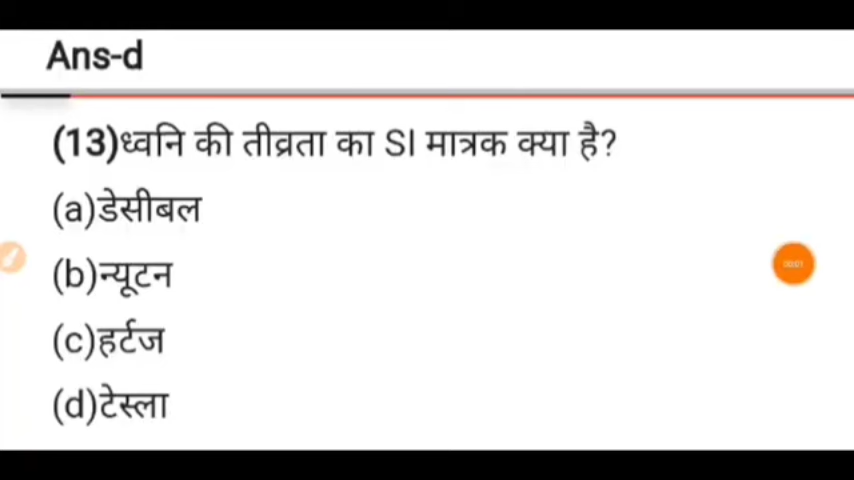 Ans-d
(13)ध्वनि की तीव्रता का SI मात्रक क्या है?
(a)डेसीबल
(b)न्यूटन
(c)हर्टज
(d)टेस्ला